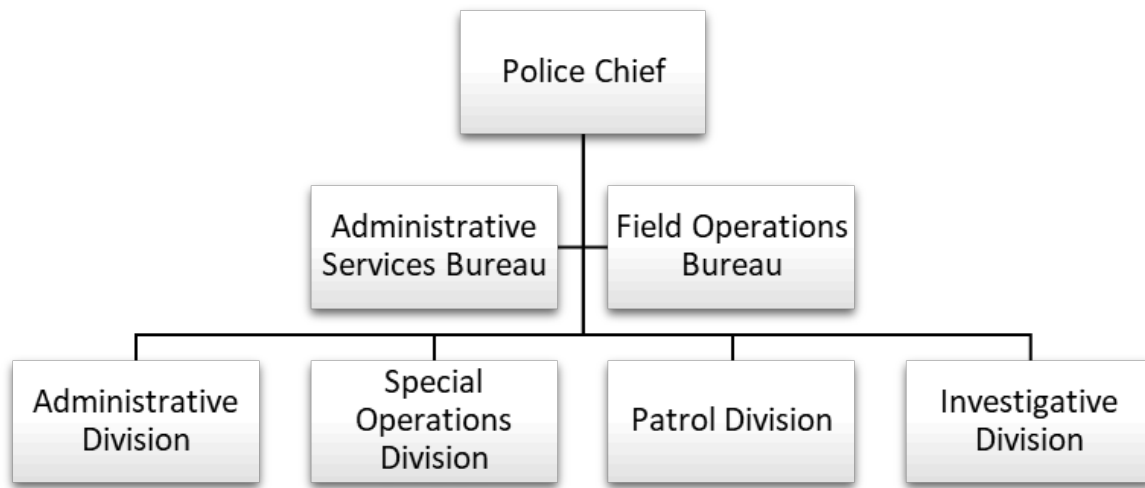 Police Chief
Administrative
Services Bureau
Field Operations
Bureau
Administrative
Division
Special
Operations
Division
Patrol Division
Investigative
Division